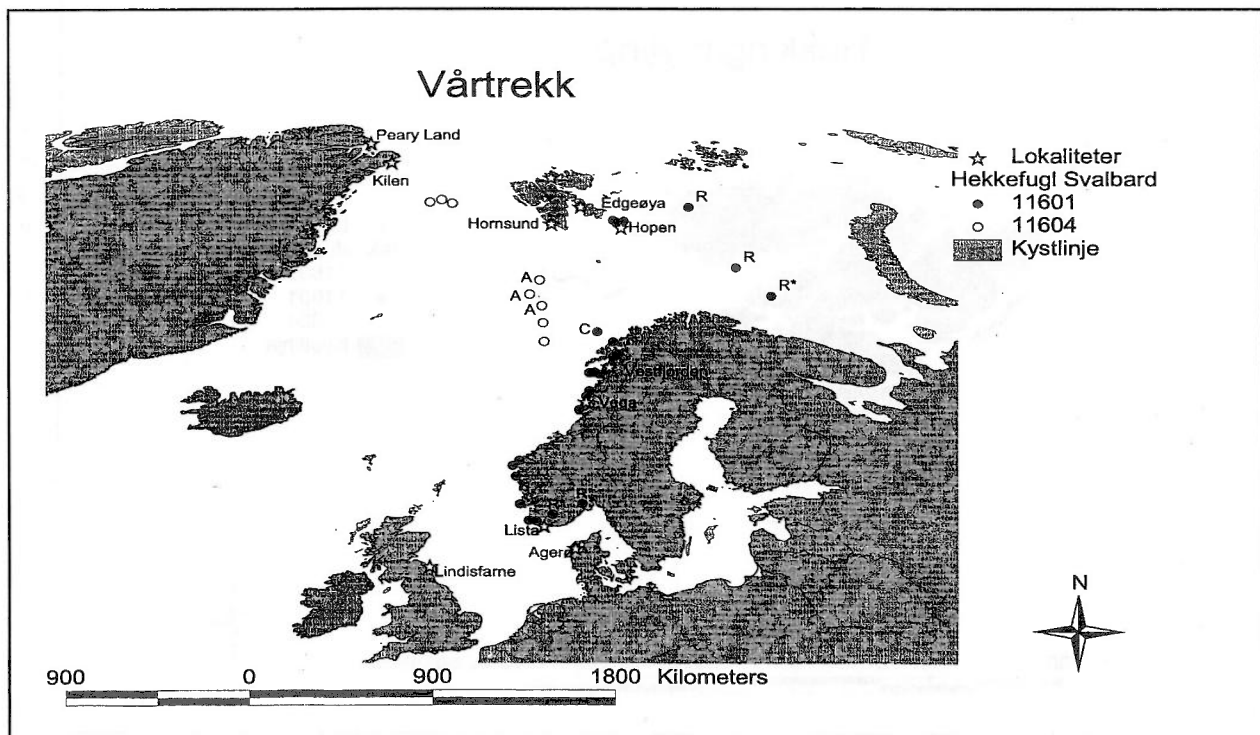 Vårtrekk
Peary Land
Kilen
Edgeøya
Hornsund
Hopen
R
R
R*
A
A
A
C
Vestfjorden
Vega
R
Lista
Agerø
Lindisfarne
Lokaliteter
Hekkefugl Svalbard
11601
11604
Kystlinje
N
900 0 900 1800 Kilometers